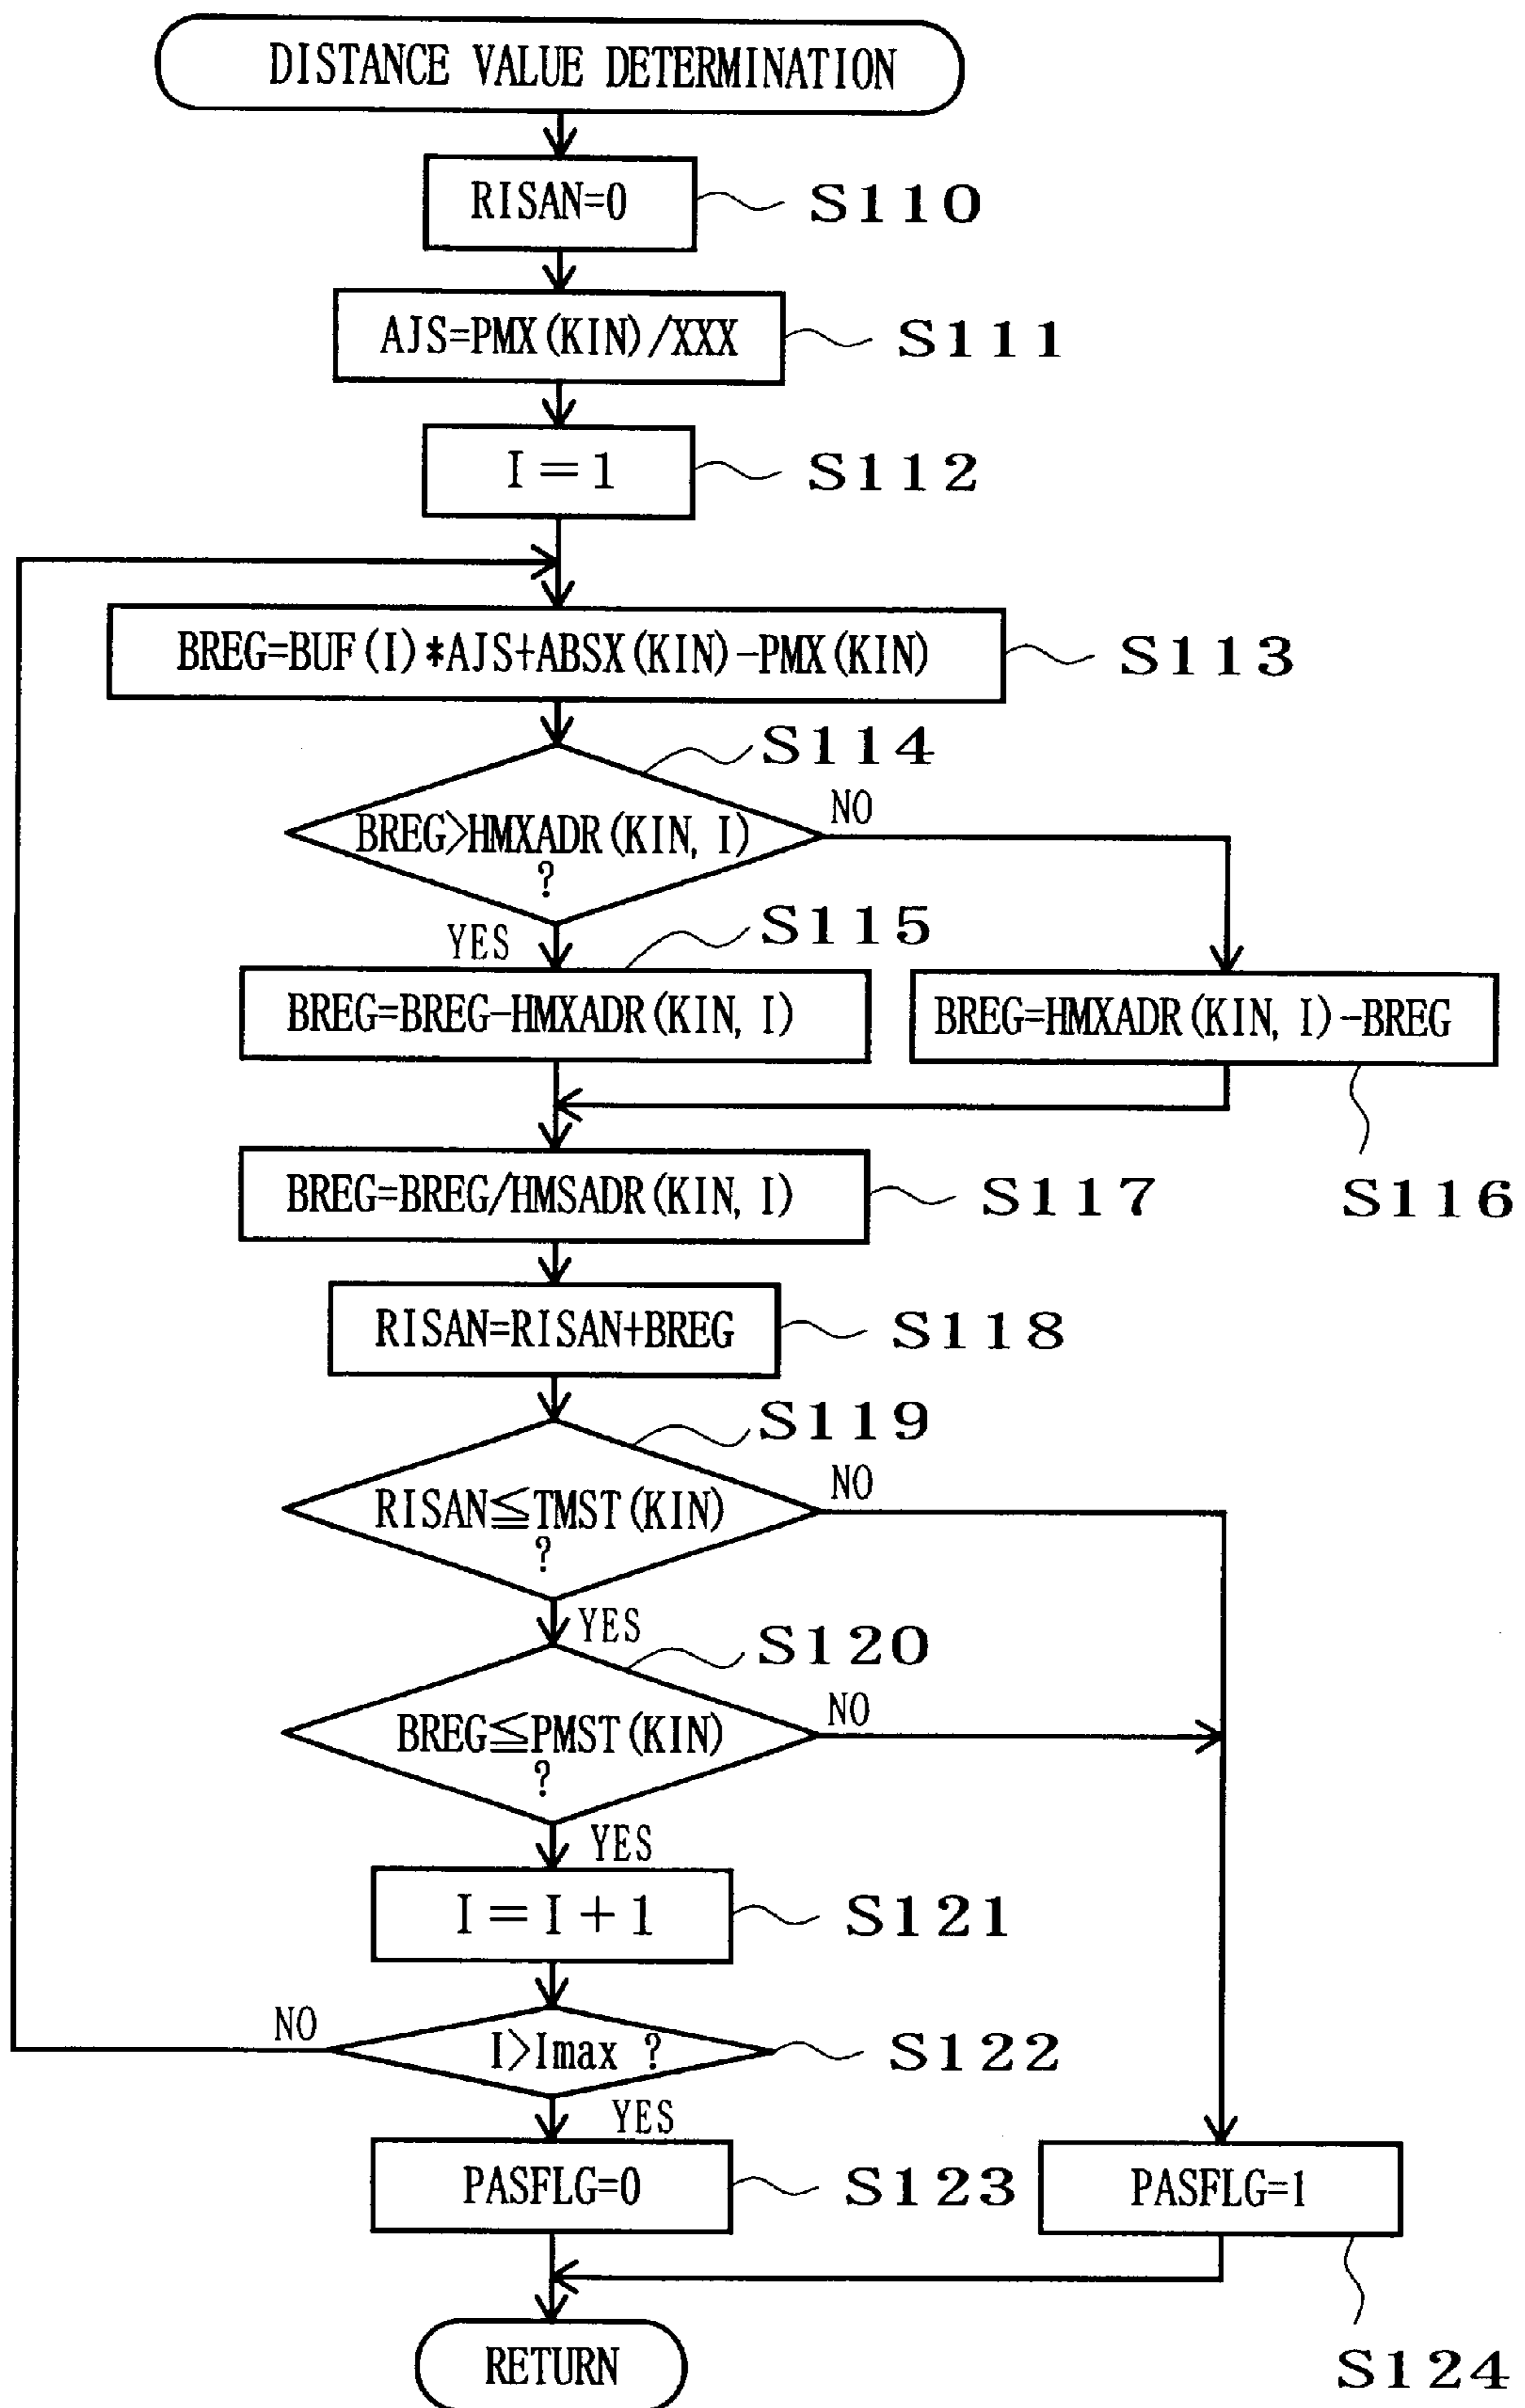 DISTANCE VALUE DETERMINATION
RISAN=0
S110
AJS=PMX(KIN)/XXX
S111
I=1
S112
BREG=BUF(I)*AJS+ABSX(KIN)-PMX(KIN)
S113
S114
BREG>HMXADR(KIN, I)
?
NO
YES
S115
BREG=BREG-HMXADR(KIN, I)
BREG=HMXADR(KIN, I)-BREG
S116
BREG=BREG/HMSADR(KIN, I)
S117
RISAN=RISAN+BREG
S118
S119
RISAN≦TMST(KIN)
?
NO
YES
S120
BREG≦PMST(KIN)
?
NO
YES
I=I+1
S121
NO
I>Imax ?
S122
YES
PASFLG=0
S123
PASFLG=1
S124
RETURN